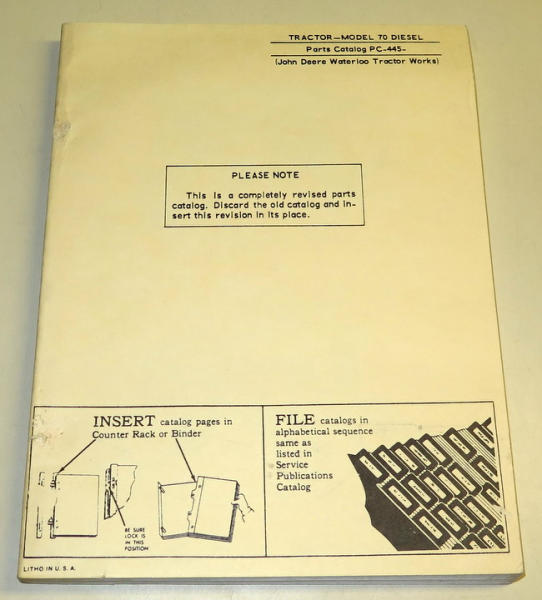 TRACTOR—MODEL 70 DIESEL
Parts Catalog PC-445-
(John Deere Waterloo Tractor Works)
PLEASE NOTE
This is a completely revised parts
catalog. Discard the old catalog and in-
sert this revision in its place.
INSERT catalog pages in
Counter Rack or Binder
BE SURE
LOCK IS
IN THIS
POSITION
FILE catalogs in
alphabetical sequence
same as
listed in
Service
Publications
Catalog
LITHO IN U. S. A.